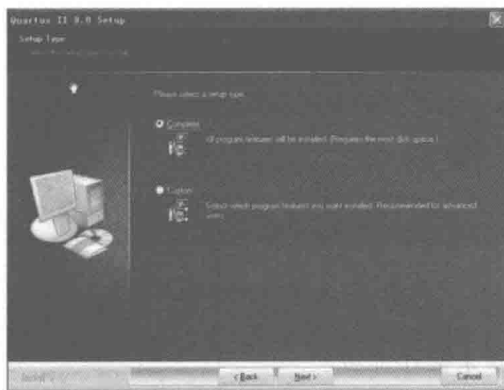 Quartus II 8.0 Setup
Setup Type
Please select a setup type.
Complete
All program features will be installed. (Requires the most disk space.)
Custom
Select which program features you want installed. Recommended for advanced
users.
< Back
Next >
Cancel